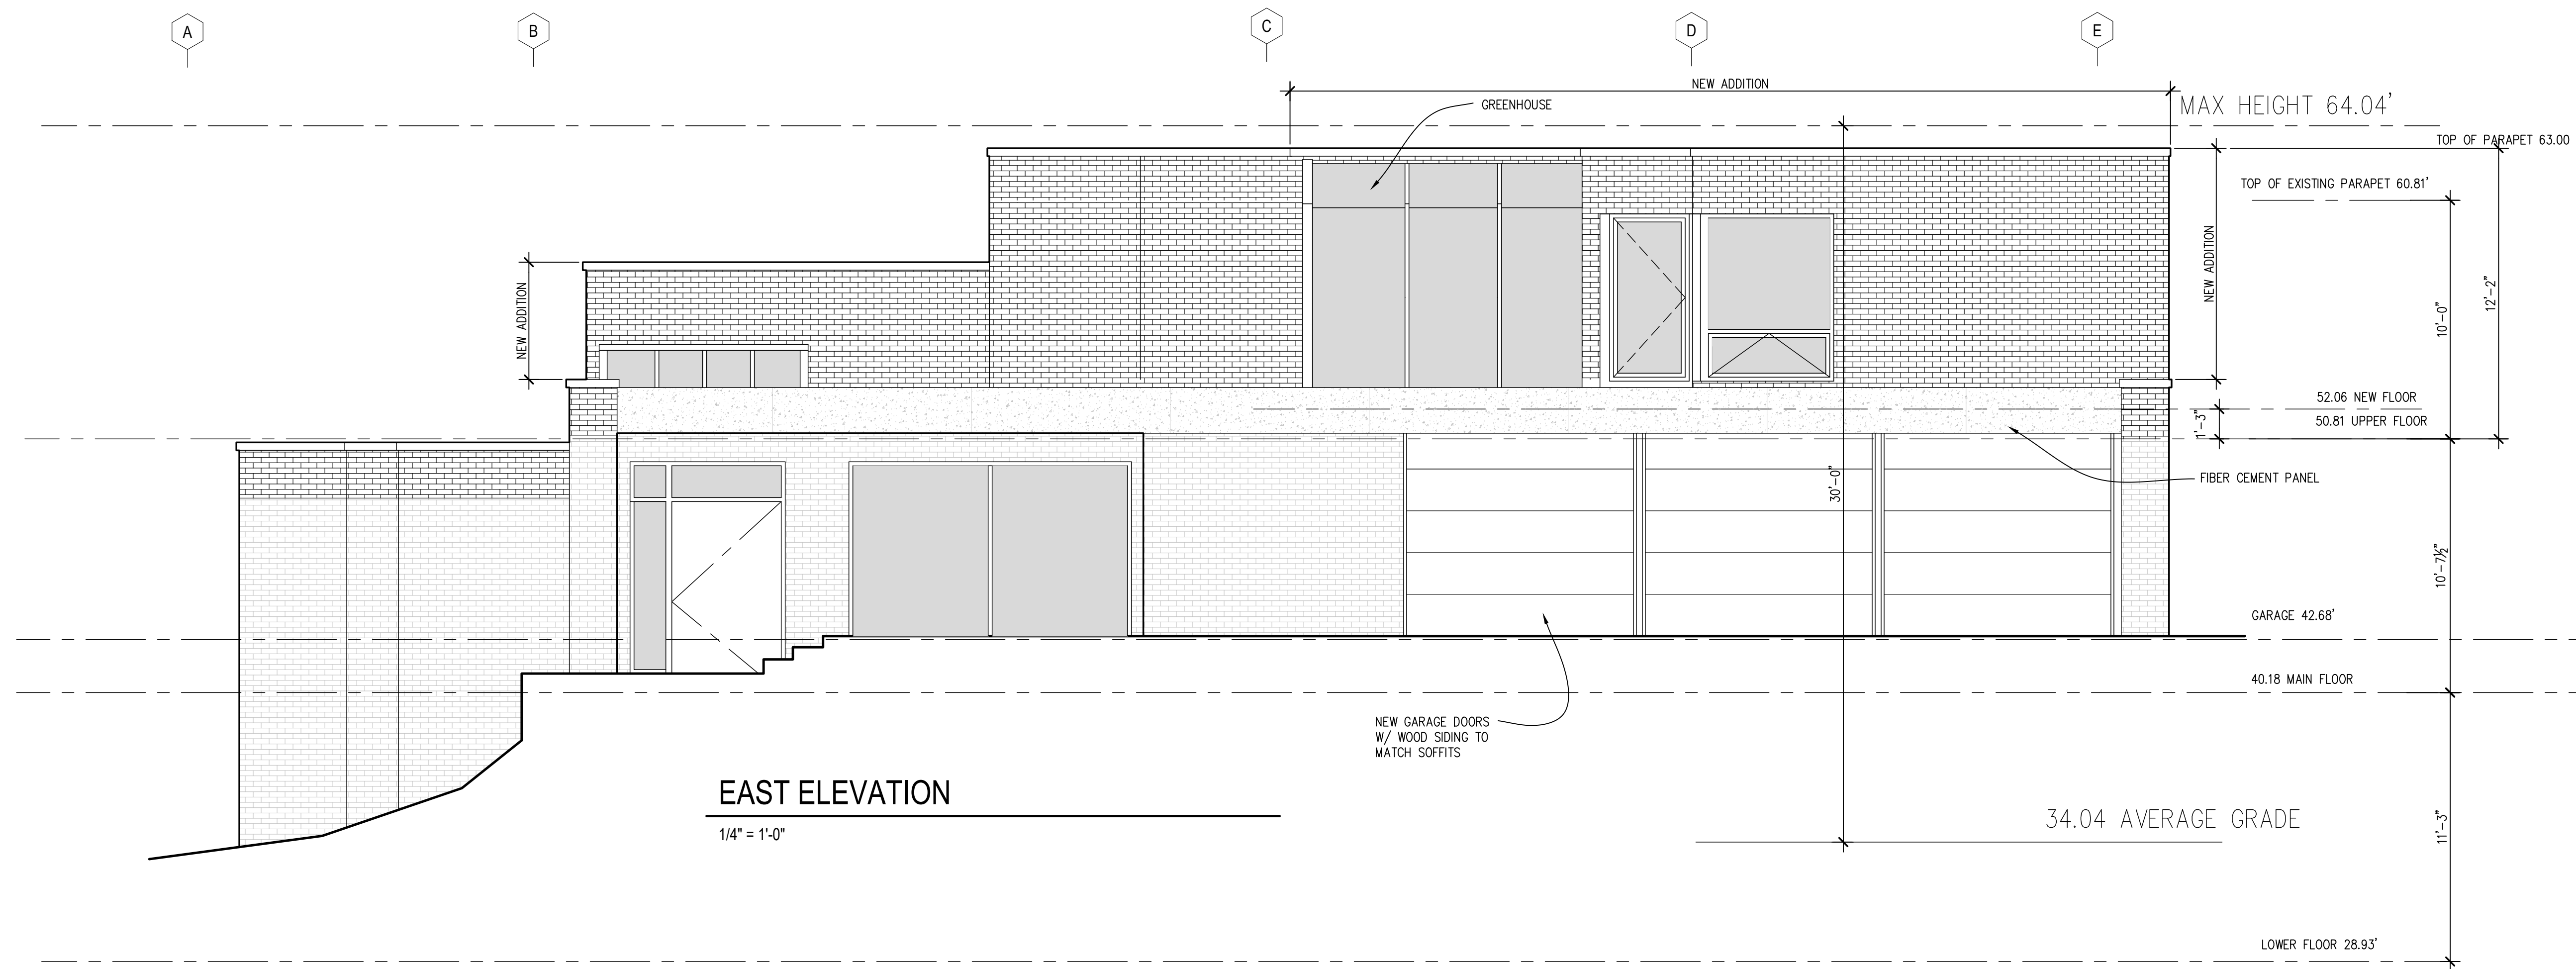 A
B
C
D
E
NEW ADDITION
GREENHOUSE
MAX HEIGHT 64.04'
TOP OF PARAPET 63.00
TOP OF EXISTING PARAPET 60.81'
NEW ADDITION
NEW ADDITION
10'-0"
12'-2"
52.06 NEW FLOOR
1'-3"
50.81 UPPER FLOOR
30'-0"
FIBER CEMENT PANEL
10'-7½"
GARAGE 42.68'
40.18 MAIN FLOOR
NEW GARAGE DOORS
W/ WOOD SIDING TO
MATCH SOFFITS
EAST ELEVATION
1/4" = 1'-0"
34.04 AVERAGE GRADE
11'-3"
LOWER FLOOR 28.93'